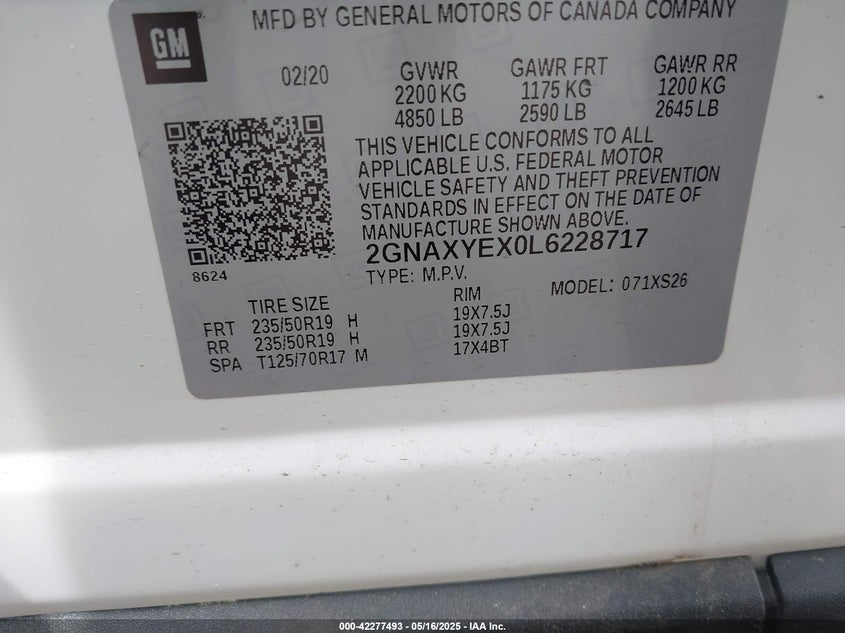 GM
MFD BY GENERAL MOTORS OF CANADA COMPANY
02/20 GVWR GAWR FRT GAWR RR
2200 KG 1175 KG 1200 KG
4850 LB 2590 LB 2645 LB
THIS VEHICLE CONFORMS TO ALL
APPLICABLE U.S. FEDERAL MOTOR
VEHICLE SAFETY AND THEFT PREVENTION
STANDARDS IN EFFECT ON THE DATE OF
MANUFACTURE SHOWN ABOVE.
2GNAXYEX0L6228717
8624 TYPE: M.P.V. MODEL: 071XS26
TIRE SIZE RIM
FRT 235/50R19 H 19X7.5J
RR 235/50R19 H 19X7.5J
SPA T125/70R17 M 17X4BT
000-42277493 - 05/16/2025 - IAA Inc.